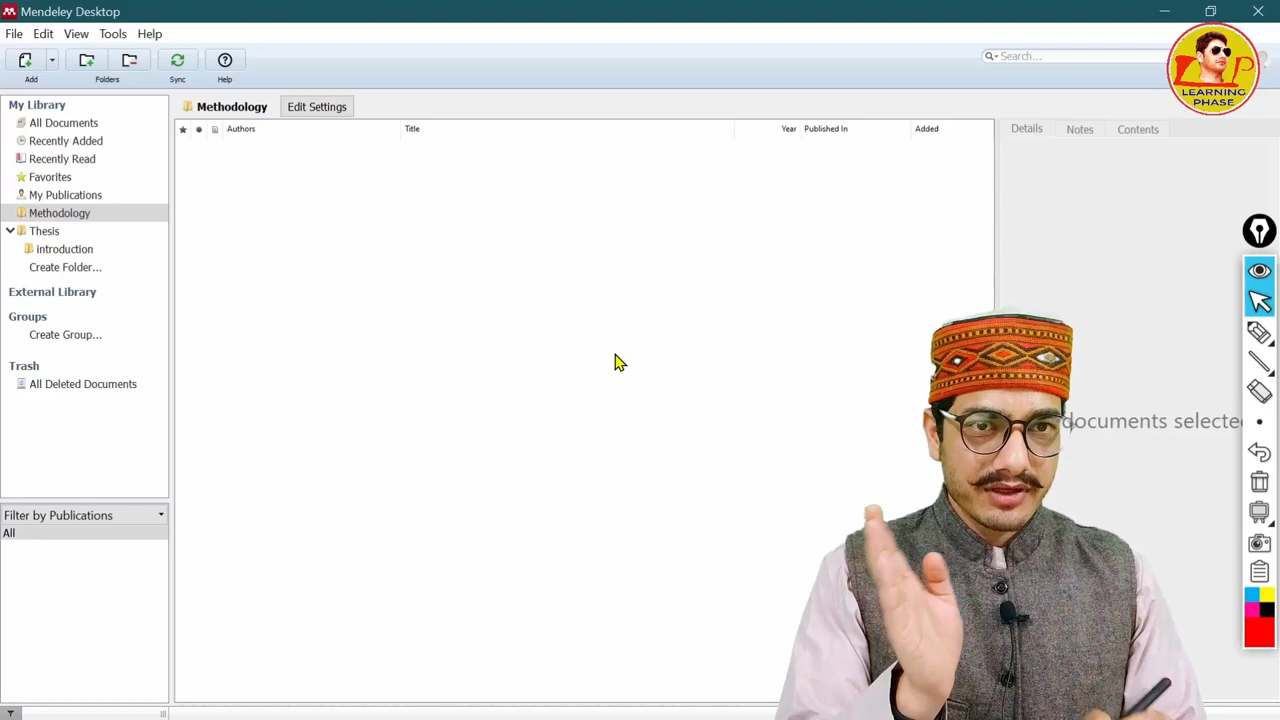 Mendeley Desktop
File Edit View Tools Help
Search...
Add Folders Sync Help
LP
LEARNING
PHASE
My Library
All Documents
Recently Added
Recently Read
Favorites
My Publications
Methodology
Thesis
introduction
Create Folder...
External Library
Groups
Create Group...
Trash
All Deleted Documents
Filter by Publications
All
Methodology Edit Settings
Authors Title Year Published In Added
Details Notes Contents
documents selected